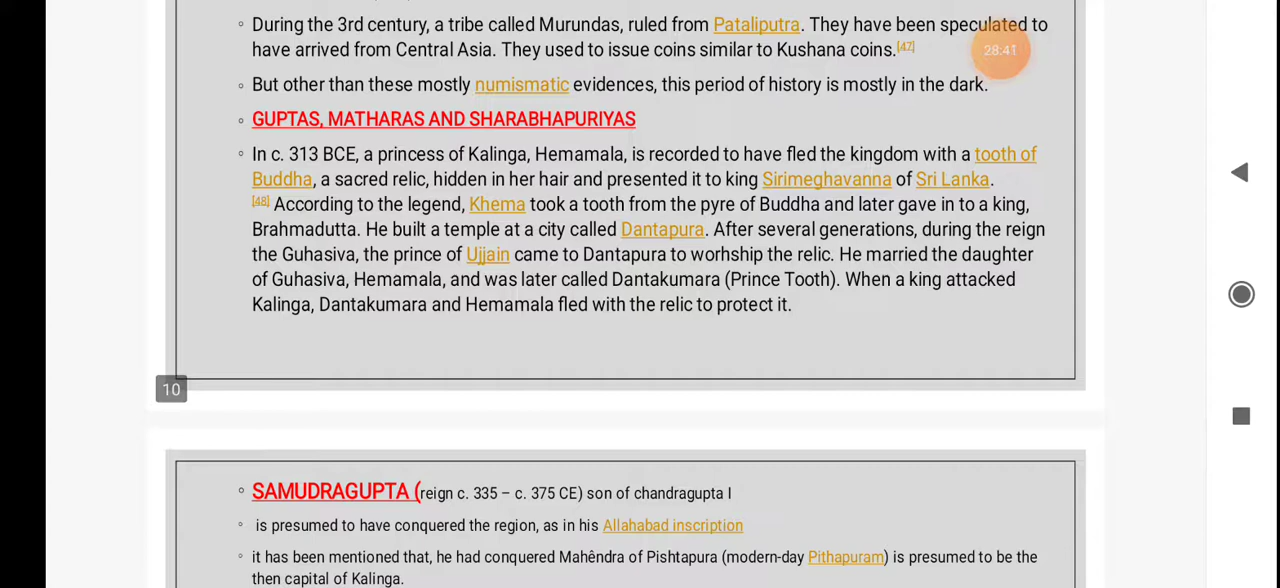 ◦ During the 3rd century, a tribe called Murundas, ruled from Pataliputra. They have been speculated to
have arrived from Central Asia. They used to issue coins similar to Kushana coins.[47]
28:41
◦ But other than these mostly numismatic evidences, this period of history is mostly in the dark.
◦ GUPTAS, MATHARAS AND SHARABHAPURIYAS
◦ In c. 313 BCE, a princess of Kalinga, Hemamala, is recorded to have fled the kingdom with a tooth of
Buddha, a sacred relic, hidden in her hair and presented it to king Sirimeghavanna of Sri Lanka.
[48] According to the legend, Khema took a tooth from the pyre of Buddha and later gave in to a king,
Brahmadutta. He built a temple at a city called Dantapura. After several generations, during the reign
the Guhasiva, the prince of Ujjain came to Dantapura to worhship the relic. He married the daughter
of Guhasiva, Hemamala, and was later called Dantakumara (Prince Tooth). When a king attacked
Kalinga, Dantakumara and Hemamala fled with the relic to protect it.
10
◦ SAMUDRAGUPTA (reign c. 335 – c. 375 CE) son of chandragupta I
◦ is presumed to have conquered the region, as in his Allahabad inscription
◦ it has been mentioned that, he had conquered Mahêndra of Pishtapura (modern-day Pithapuram) is presumed to be the
then capital of Kalinga.